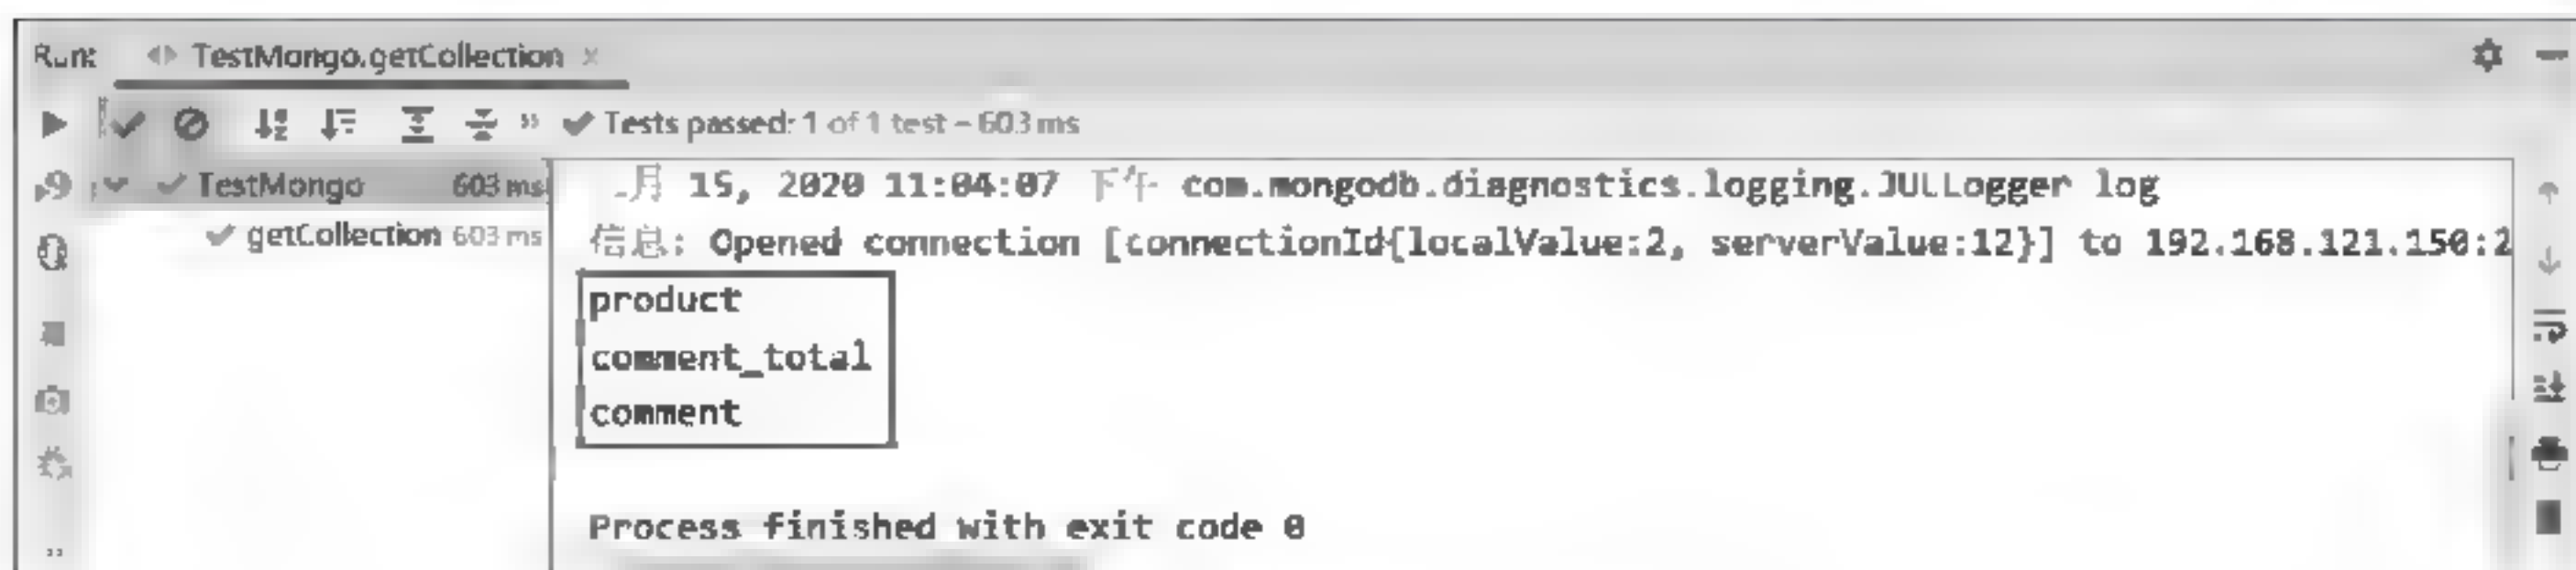 Run: TestMongo.getCollection ×
» Tests passed: 1 of 1 test – 603 ms
TestMongo 603 ms
getCollection 603 ms
月 15, 2020 11:04:07 下午 com.mongodb.diagnostics.logging.JULLogger log
信息: Opened connection [connectionId{localValue:2, serverValue:12}] to 192.168.121.150:2
product
comment_total
comment
Process finished with exit code 0